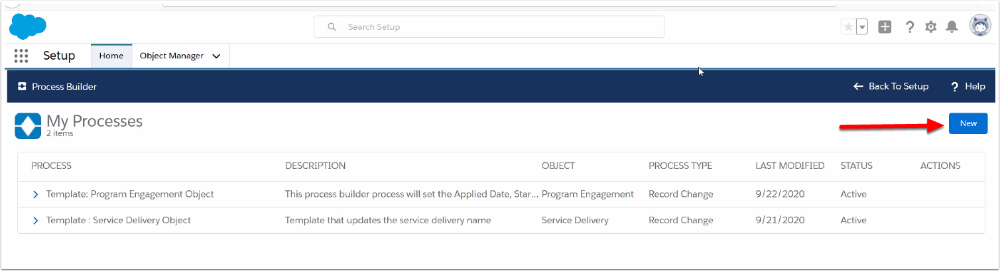 Search Setup
Setup Home Object Manager
Process Builder Back To Setup ? Help
My Processes
2 items
New
PROCESS DESCRIPTION OBJECT PROCESS TYPE LAST MODIFIED STATUS ACTIONS
Template: Program Engagement Object This process builder process will set the Applied Date, Star... Program Engagement Record Change 9/22/2020 Active
Template : Service Delivery Object Template that updates the service delivery name Service Delivery Record Change 9/21/2020 Active